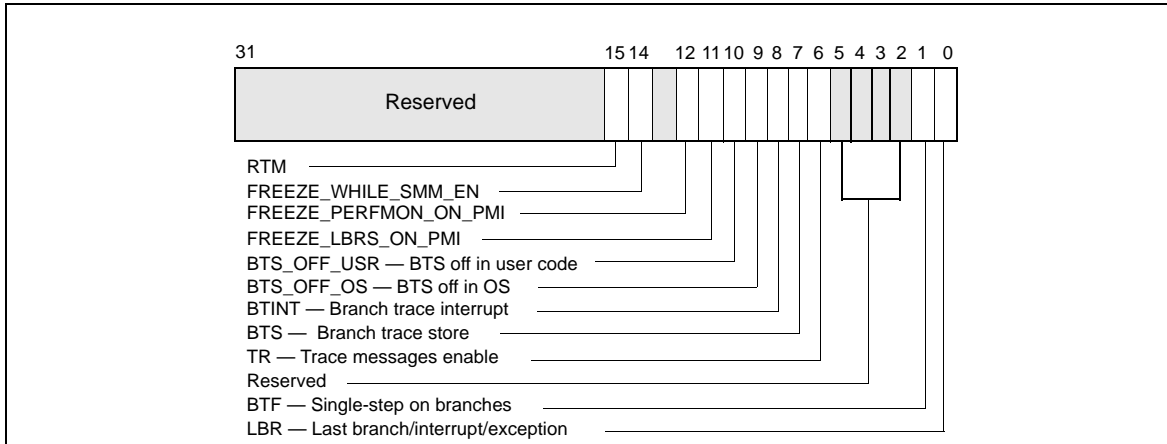 31 15 14 12 11 10 9 8 7 6 5 4 3 2 1 0
Reserved
RTM
FREEZE_WHILE_SMM_EN
FREEZE_PERFMON_ON_PMI
FREEZE_LBRS_ON_PMI
BTS_OFF_USR — BTS off in user code
BTS_OFF_OS — BTS off in OS
BTINT — Branch trace interrupt
BTS — Branch trace store
TR — Trace messages enable
Reserved
BTF — Single-step on branches
LBR — Last branch/interrupt/exception